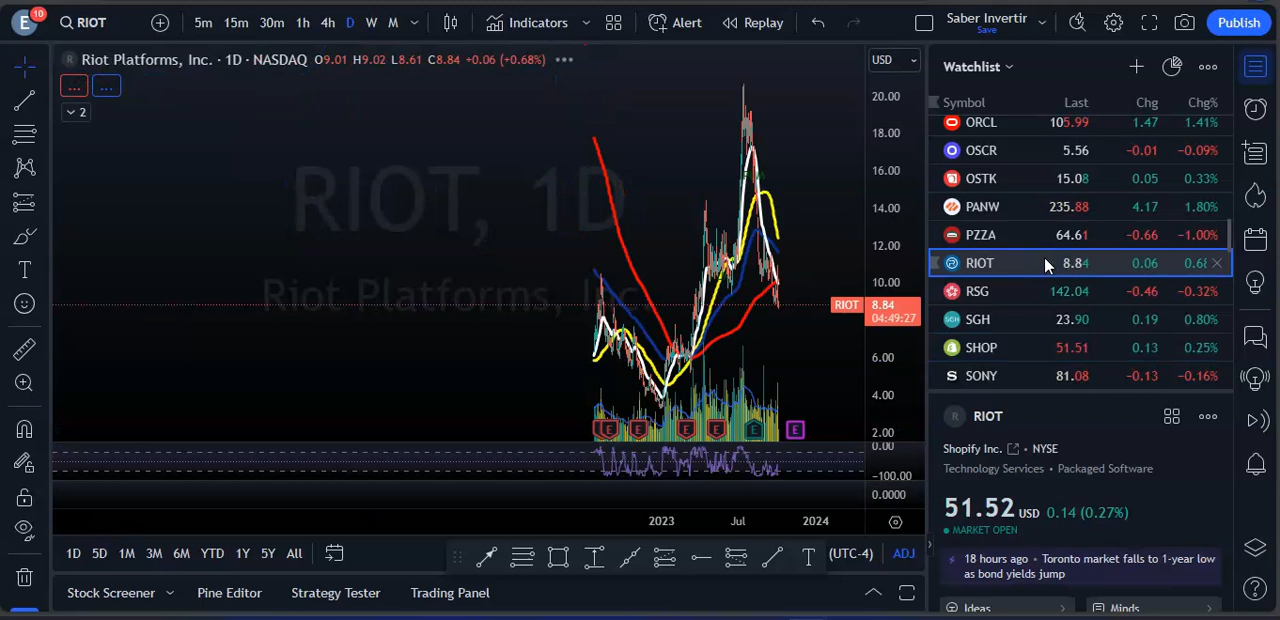 E 10 RIOT 5m 15m 30m 1h 4h D W M Indicators Alert Replay Saber Invertir Save Publish
R Riot Platforms, Inc. · 1D · NASDAQ O9.01 H9.02 L8.61 C8.84 +0.06 (+0.68%)
USD
... ...
2
RIOT, 1D
Riot Platforms, Inc
20.00
18.00
16.00
14.00
12.00
10.00
RIOT 8.84
04:49:27
6.00
4.00
2.00
E E E E E E
0.00
−100.00
0.0000
2023 Jul 2024
1D 5D 1M 3M 6M YTD 1Y 5Y All (UTC-4) ADJ
Stock Screener Pine Editor Strategy Tester Trading Panel
Watchlist
Symbol Last Chg Chg%
ORCL 105.99 1.47 1.41%
OSCR 5.56 −0.01 −0.09%
OSTK 15.08 0.05 0.33%
PANW 235.88 4.17 1.80%
PZZA 64.61 −0.66 −1.00%
RIOT 8.84 0.06 0.68
RSG 142.04 −0.46 −0.32%
SGH SGH 23.90 0.19 0.80%
SHOP 51.51 0.13 0.25%
S SONY 81.08 −0.13 −0.16%
R RIOT
Shopify Inc. • NYSE
Technology Services • Packaged Software
51.52 USD 0.14 (0.27%)
MARKET OPEN
18 hours ago • Toronto market falls to 1-year low
as bond yields jump
Ideas Minds